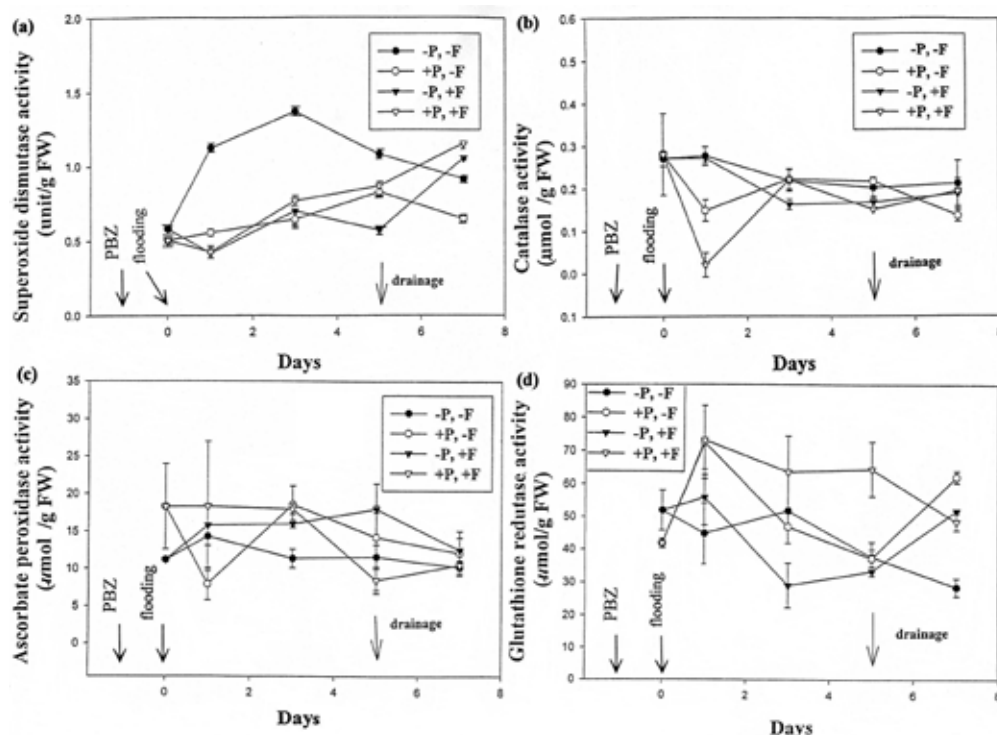 (a)
2.0
1.5
1.0
0.5
0.0
Superoxide dismutase activity
(unit/g FW)
-P, -F
+P, -F
-P, +F
+P, +F
PBZ
flooding
drainage
0 2 4 6 8
Days
(b)
0.6
0.5
0.4
0.3
0.2
0.1
0.0
0.1
Catalase activity
(µmol /g FW)
-P, -F
+P, -F
-P, +F
+P, +F
PBZ
flooding
drainage
0 2 4 6 8
Days
(c)
35
30
25
20
15
10
5
0
Ascorbate peroxidase activity
(umol /g FW)
-P, -F
+P, -F
-P, +F
+P, +F
PBZ
flooding
drainage
0 2 4 6 8
Days
(d)
90
80
70
60
50
40
30
20
10
0
Glutathione redutase activity
(umol/g FW)
-P, -F
+P, -F
-P, +F
+P, +F
PBZ
flooding
drainage
0 2 4 6 8
Days